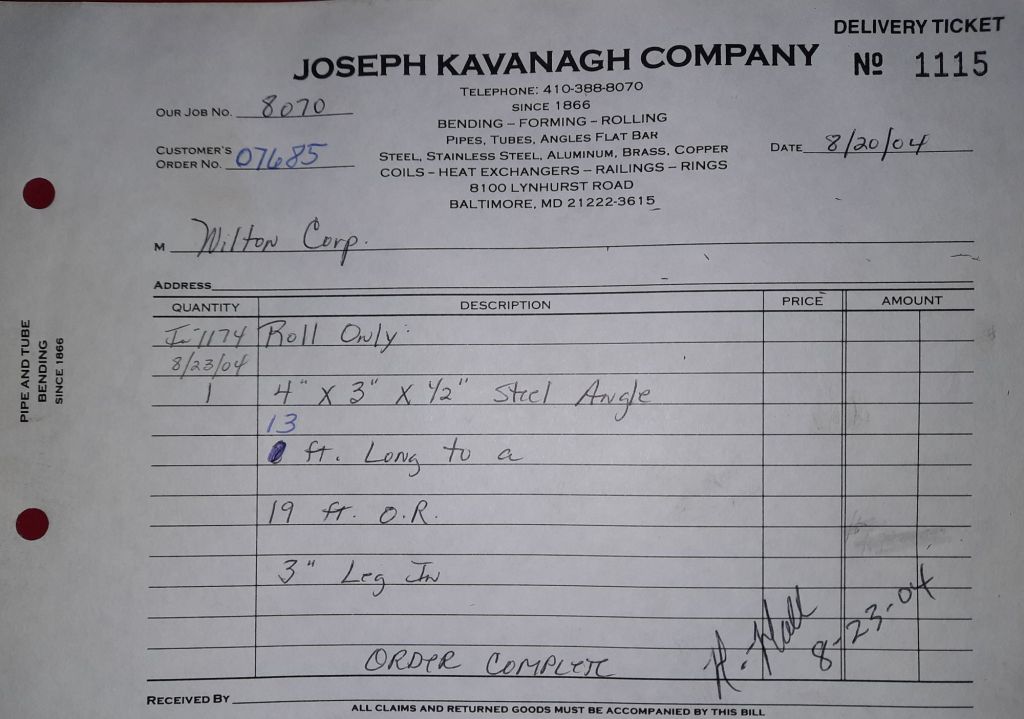 DELIVERY TICKET
JOSEPH KAVANAGH COMPANY
Nº 1115
TELEPHONE: 410-388-8070
SINCE 1866
BENDING – FORMING – ROLLING
PIPES, TUBES, ANGLES FLAT BAR
STEEL, STAINLESS STEEL, ALUMINUM, BRASS, COPPER
COILS – HEAT EXCHANGERS – RAILINGS – RINGS
8100 LYNHURST ROAD
BALTIMORE, MD 21222-3615
OUR JOB NO. 8070
CUSTOMER'S ORDER NO. 07685
DATE 8/20/04
M Wilton Corp.
ADDRESS
QUANTITY DESCRIPTION PRICE AMOUNT
1174 Roll Only:
8/23/04
1 4" X 3" X 1/2" Steel Angle
13
ft. Long to a
19 ft. O.R.
3" Leg In
ORDER COMPLETE
H. Hall 8-23-04
RECEIVED BY
ALL CLAIMS AND RETURNED GOODS MUST BE ACCOMPANIED BY THIS BILL
PIPE AND TUBE
BENDING
SINCE 1866